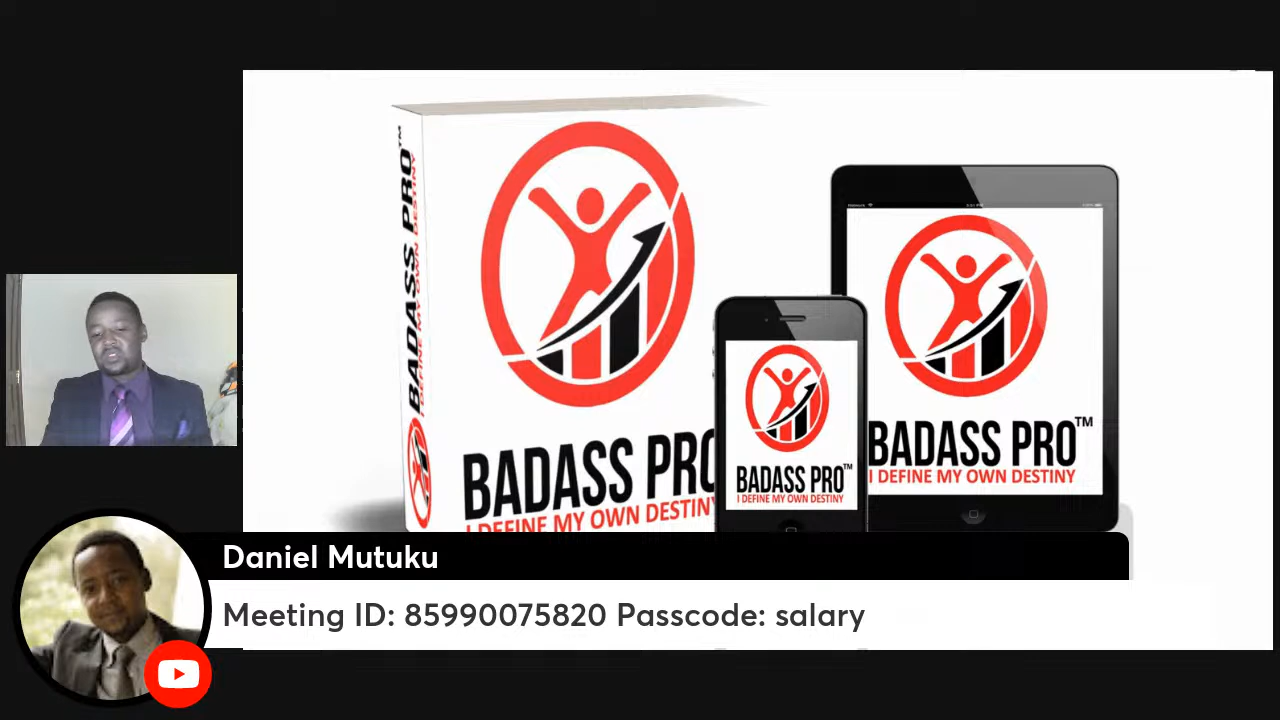 BADASS PRO™
I DEFINE MY OWN DESTINY
BADASS PRO
I DEFINE MY OWN DESTINY
BADASS PRO™
I DEFINE MY OWN DESTINY
BADASS PRO™
I DEFINE MY OWN DESTINY
Daniel Mutuku
Meeting ID: 85990075820 Passcode: salary